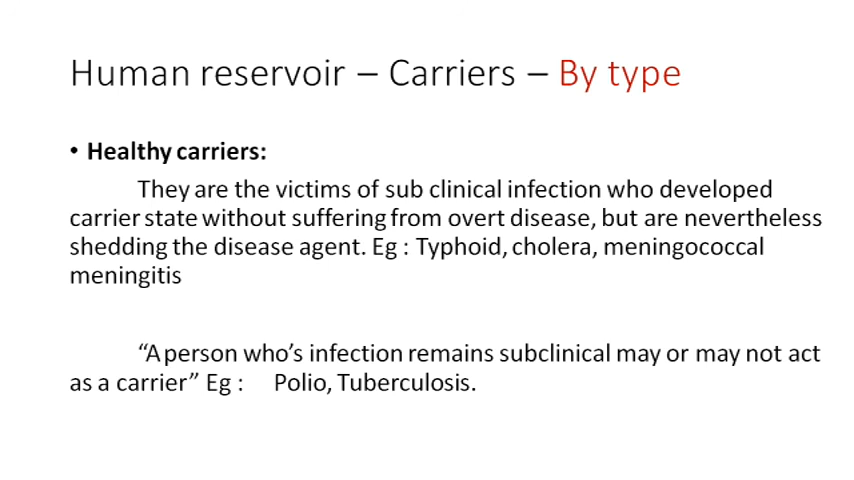 Human reservoir – Carriers – By type
• Healthy carriers:
They are the victims of sub clinical infection who developed
carrier state without suffering from overt disease, but are nevertheless
shedding the disease agent. Eg : Typhoid, cholera, meningococcal
meningitis
“A person who’s infection remains subclinical may or may not act
as a carrier” Eg : Polio, Tuberculosis.